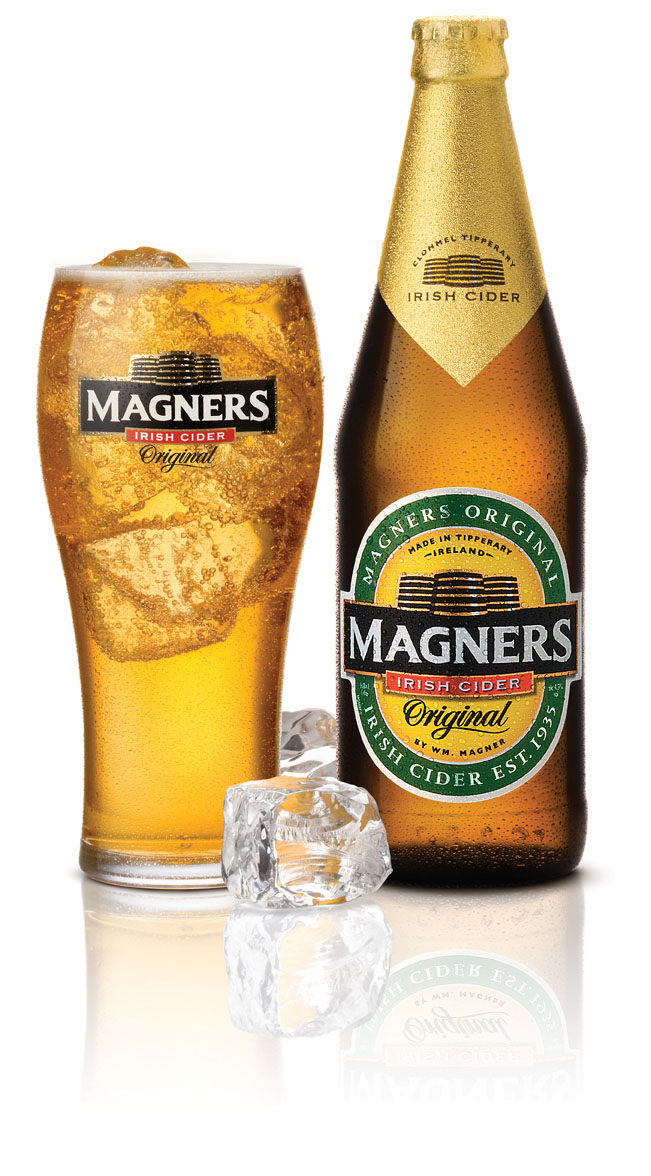 MAGNERS
IRISH CIDER
Original
CLONMEL TIPPERARY
IRISH CIDER
MAGNERS ORIGINAL
MADE IN TIPPERARY
IRELAND
MAGNERS
IRISH CIDER
Original
BY WM. MAGNER
IRISH CIDER EST. 1935